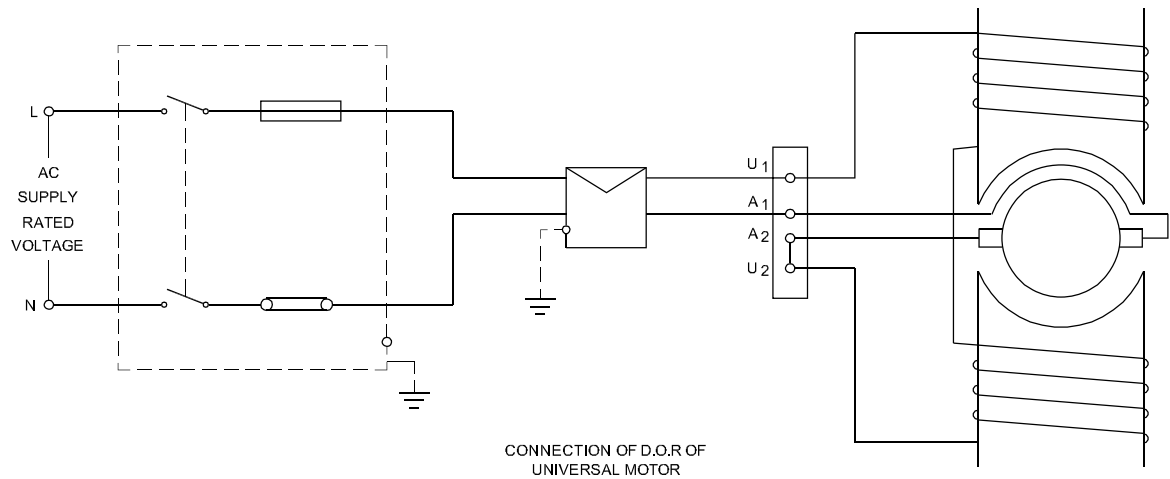 L
AC
SUPPLY
RATED
VOLTAGE
N
U1
A1
A2
U2
CONNECTION OF D.O.R OF
UNIVERSAL MOTOR